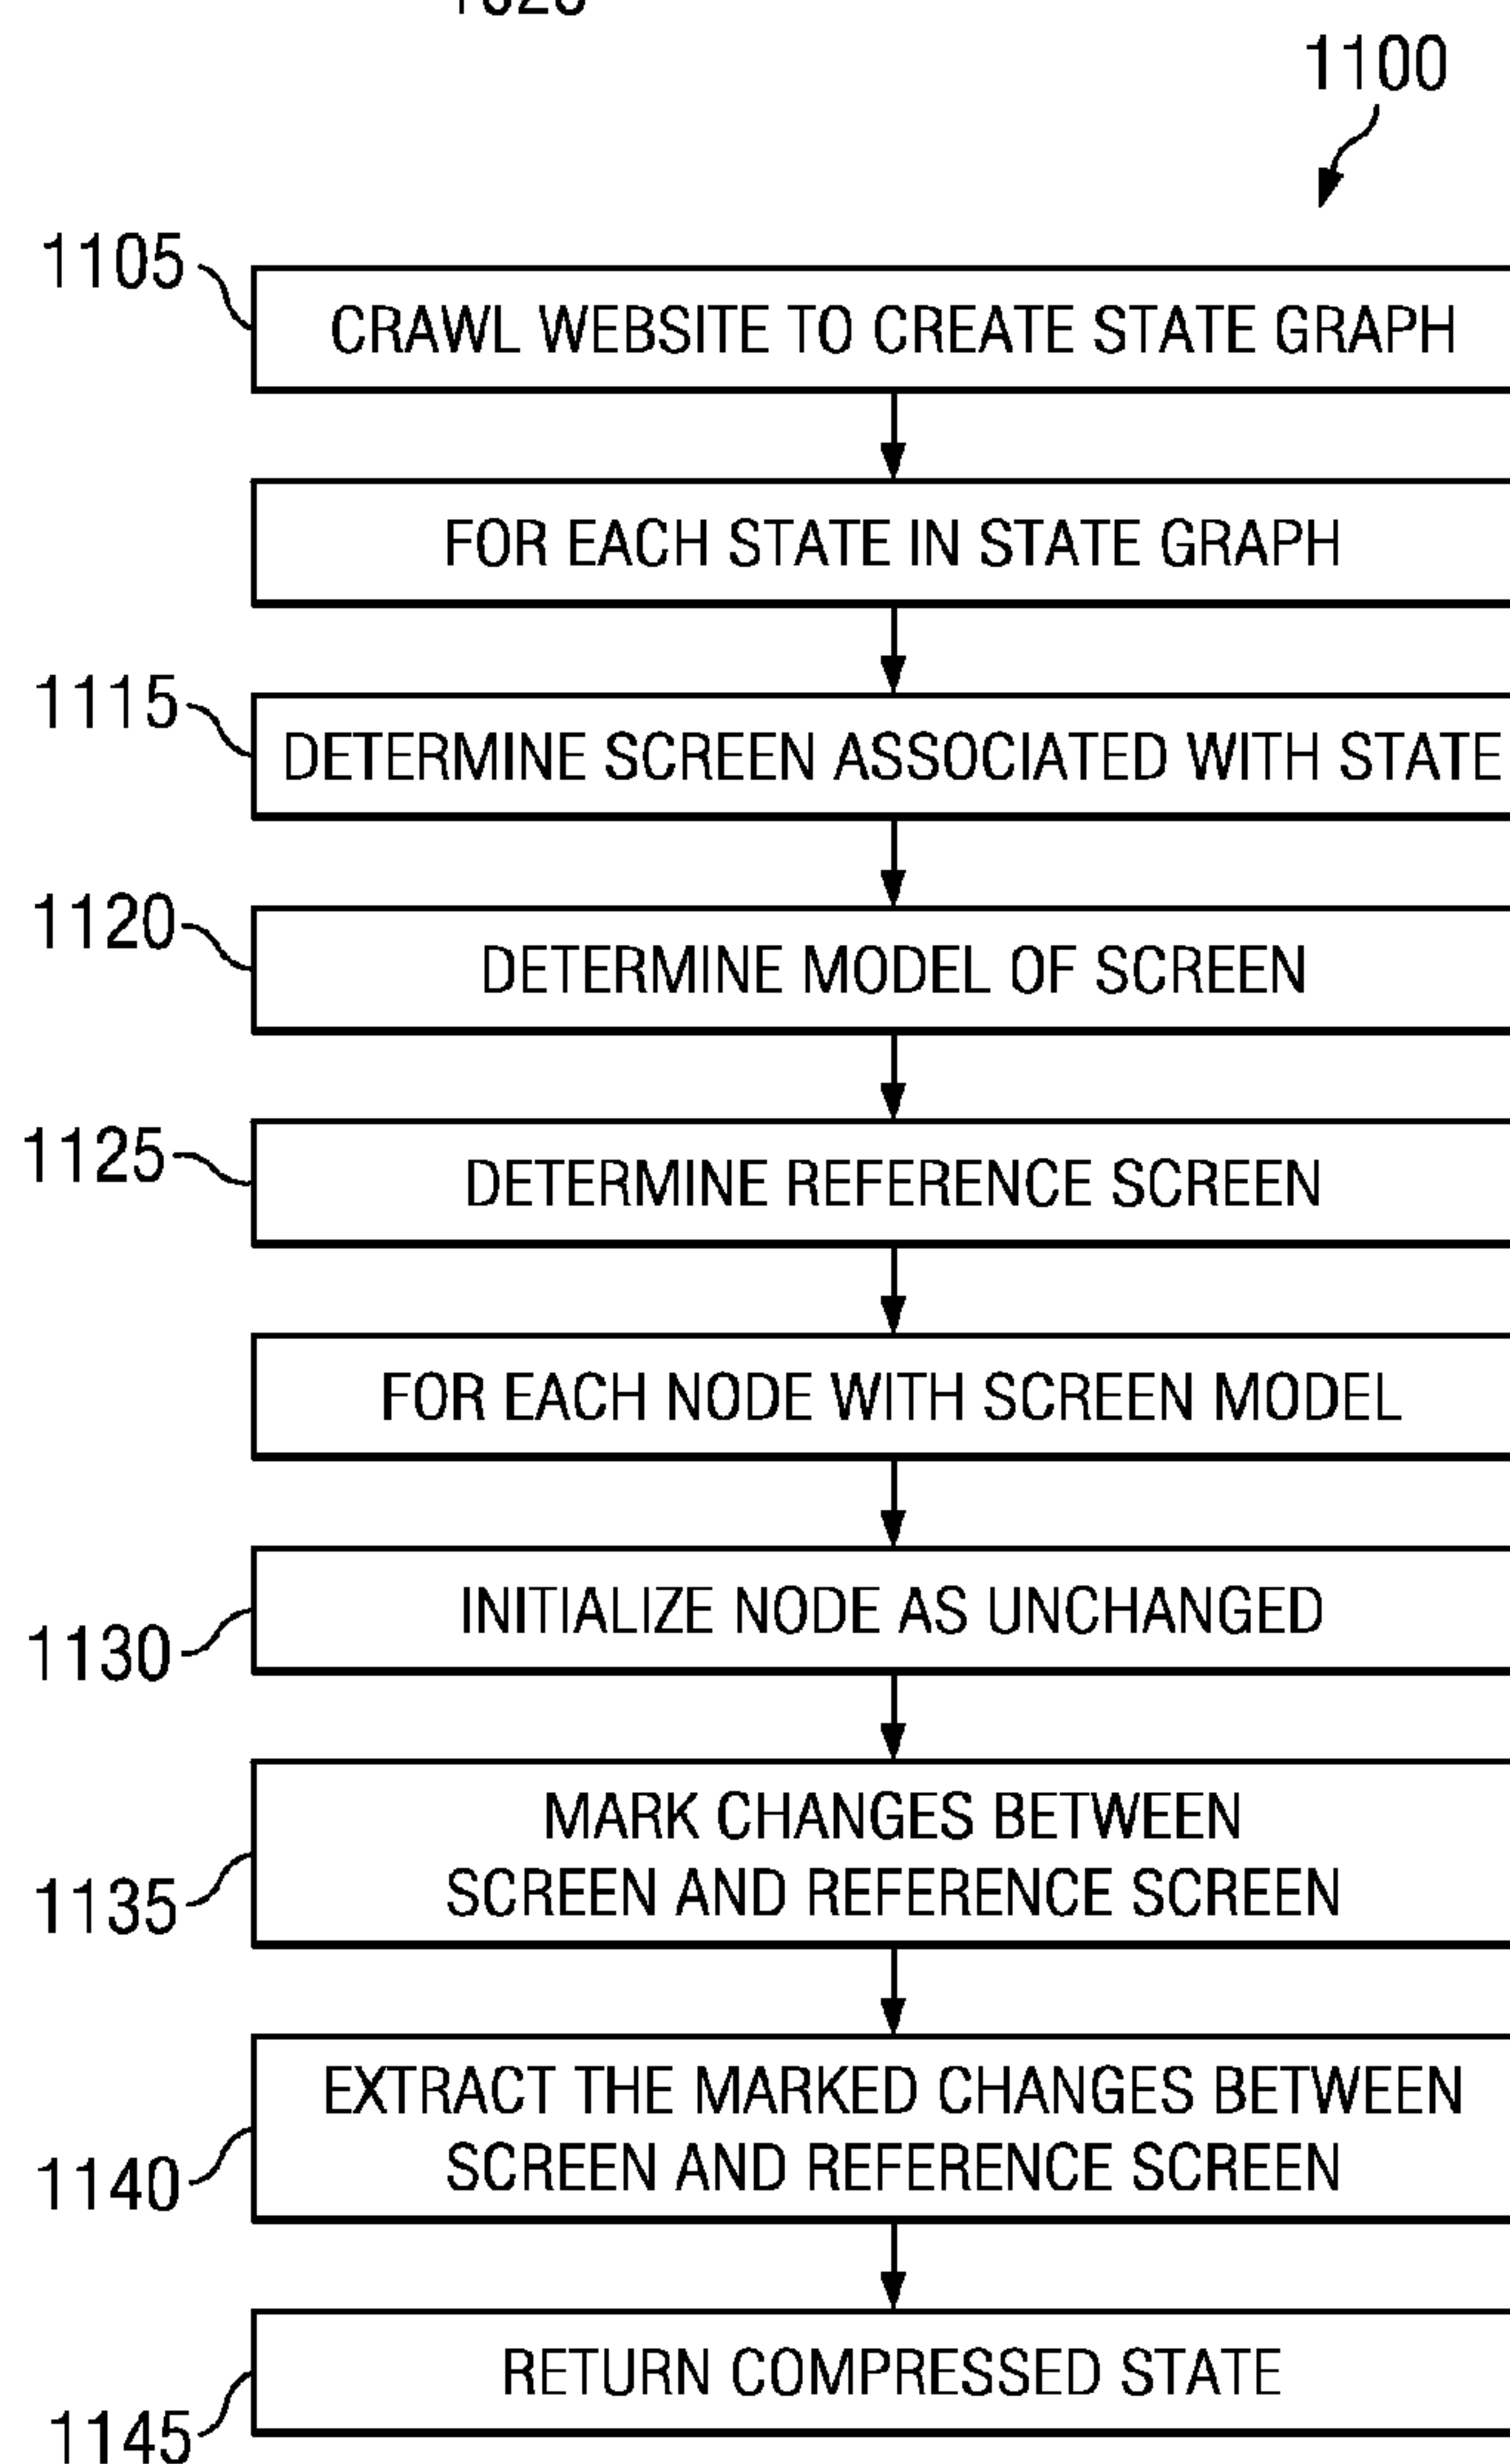 1100
1105
CRAWL WEBSITE TO CREATE STATE GRAPH
FOR EACH STATE IN STATE GRAPH
1115
DETERMINE SCREEN ASSOCIATED WITH STATE
1120
DETERMINE MODEL OF SCREEN
1125
DETERMINE REFERENCE SCREEN
FOR EACH NODE WITH SCREEN MODEL
INITIALIZE NODE AS UNCHANGED
1130
MARK CHANGES BETWEEN
SCREEN AND REFERENCE SCREEN
1135
EXTRACT THE MARKED CHANGES BETWEEN
SCREEN AND REFERENCE SCREEN
1140
RETURN COMPRESSED STATE
1145